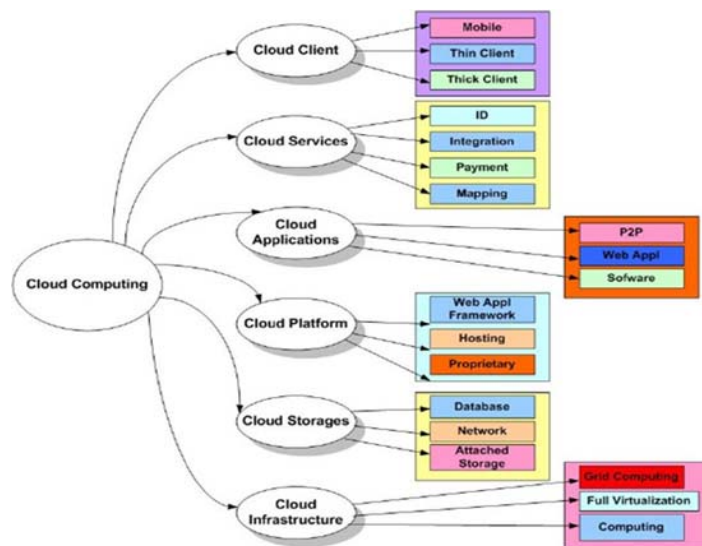 Cloud Computing
Cloud Client
Mobile
Thin Client
Thick Client
Cloud Services
ID
Integration
Payment
Mapping
Cloud
Applications
P2P
Web Appl
Sofware
Cloud Platform
Web Appl
Framework
Hosting
Proprietary
Cloud Storages
Database
Network
Attached
Storage
Cloud
Infrastructure
Grid Computing
Full Virtualization
Computing